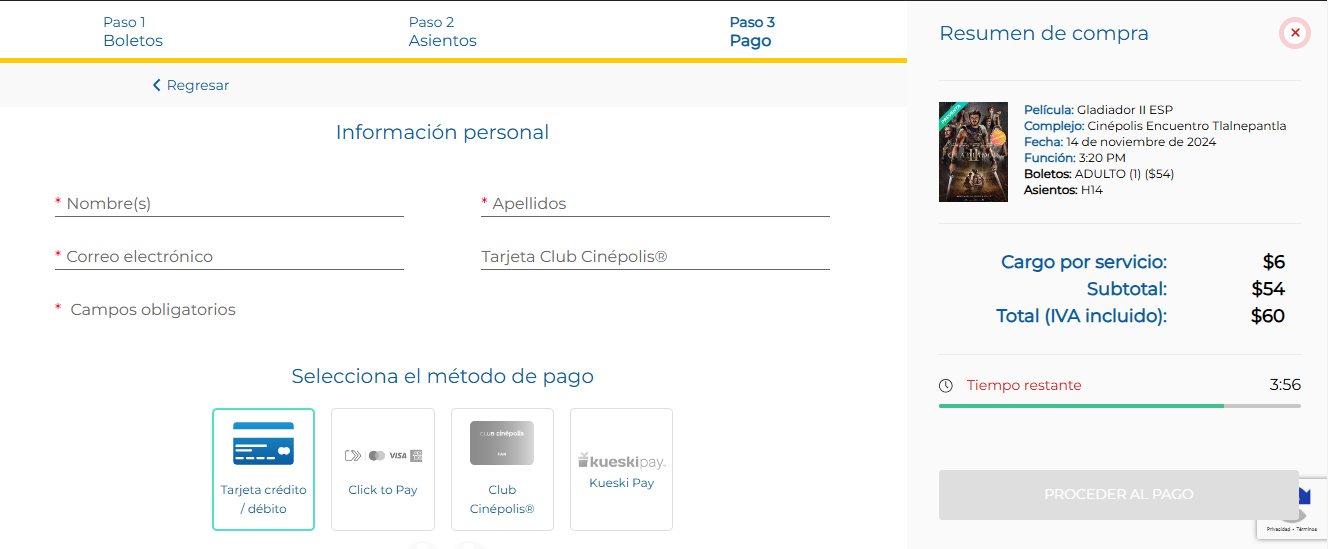 Paso 1
Boletos
Paso 2
Asientos
Paso 3
Pago
Regresar
Información personal
* Nombre(s)
* Apellidos
* Correo electrónico
Tarjeta Club Cinépolis®
* Campos obligatorios
Selecciona el método de pago
Tarjeta crédito
/ débito
VISA
Click to Pay
CLUB cinépolis
FAN
Club
Cinépolis®
kueskipay.
Kueski Pay
Resumen de compra
PREVENTA
Película: Gladiador II ESP
Complejo: Cinépolis Encuentro Tlalnepantla
Fecha: 14 de noviembre de 2024
Función: 3:20 PM
Boletos: ADULTO (1) ($54)
Asientos: H14
Cargo por servicio: $6
Subtotal: $54
Total (IVA incluido): $60
Tiempo restante 3:56
PROCEDER AL PAGO
Privacidad - Términos